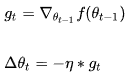 g_t = ∇_{θ_{t−1}} f(θ_{t−1})
Δθ_t = −η * g_t